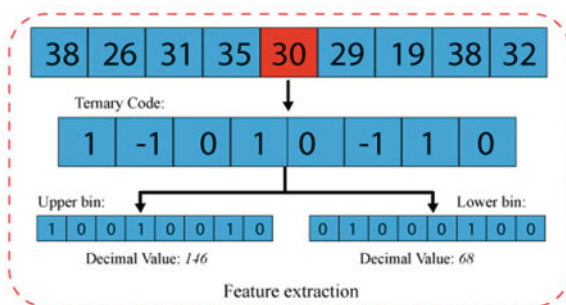 38 26 31 35 30 29 19 38 32
Ternary Code:
1 -1 0 1 0 -1 1 0
Upper bin: Lower bin:
1 0 0 1 0 0 1 0 0 1 0 0 0 1 0 0
Decimal Value: 146 Decimal Value: 68
Feature extraction